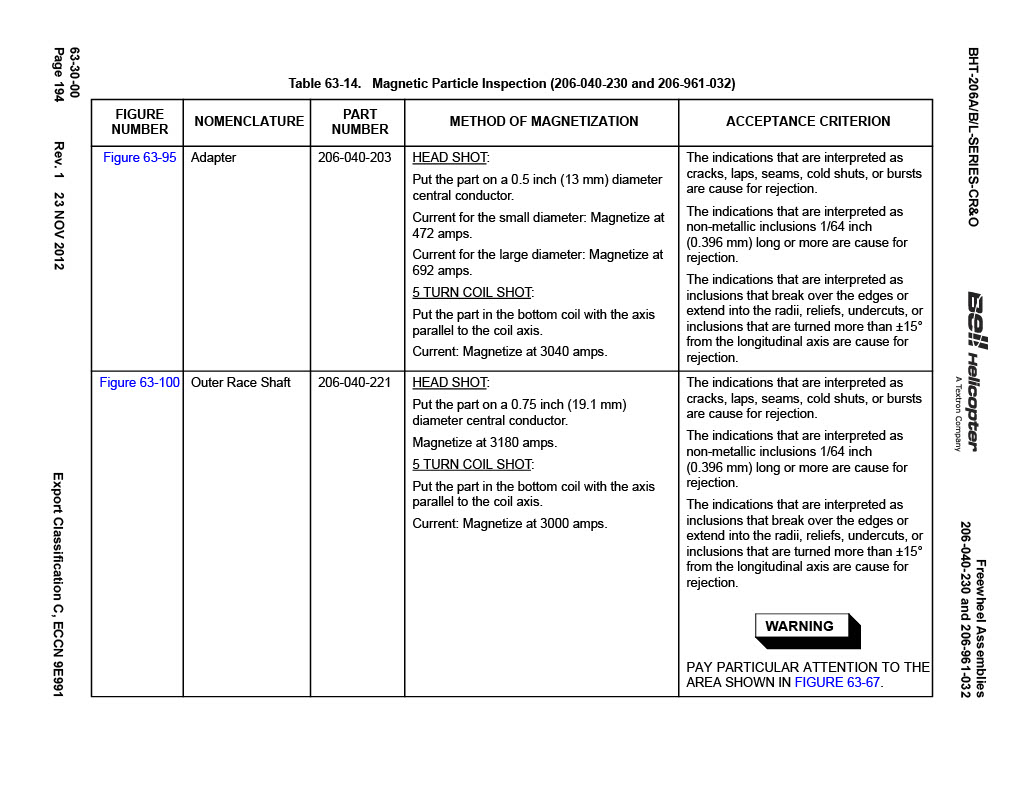 BHT-206A/B/L-SERIES-CR&O
Bell Helicopter
A Textron Company
Freewheel Assemblies
206-040-230 and 206-961-032
Table 63-14. Magnetic Particle Inspection (206-040-230 and 206-961-032)
FIGURE
NUMBER
NOMENCLATURE
PART
NUMBER
METHOD OF MAGNETIZATION
ACCEPTANCE CRITERION
Figure 63-95
Adapter
206-040-203
HEAD SHOT:
Put the part on a 0.5 inch (13 mm) diameter
central conductor.
Current for the small diameter: Magnetize at
472 amps.
Current for the large diameter: Magnetize at
692 amps.
5 TURN COIL SHOT:
Put the part in the bottom coil with the axis
parallel to the coil axis.
Current: Magnetize at 3040 amps.
The indications that are interpreted as
cracks, laps, seams, cold shuts, or bursts
are cause for rejection.
The indications that are interpreted as
non-metallic inclusions 1/64 inch
(0.396 mm) long or more are cause for
rejection.
The indications that are interpreted as
inclusions that break over the edges or
extend into the radii, reliefs, undercuts, or
inclusions that are turned more than ±15°
from the longitudinal axis are cause for
rejection.
Figure 63-100
Outer Race Shaft
206-040-221
HEAD SHOT:
Put the part on a 0.75 inch (19.1 mm)
diameter central conductor.
Magnetize at 3180 amps.
5 TURN COIL SHOT:
Put the part in the bottom coil with the axis
parallel to the coil axis.
Current: Magnetize at 3000 amps.
The indications that are interpreted as
cracks, laps, seams, cold shuts, or bursts
are cause for rejection.
The indications that are interpreted as
non-metallic inclusions 1/64 inch
(0.396 mm) long or more are cause for
rejection.
The indications that are interpreted as
inclusions that break over the edges or
extend into the radii, reliefs, undercuts, or
inclusions that are turned more than ±15°
from the longitudinal axis are cause for
rejection.
WARNING
PAY PARTICULAR ATTENTION TO THE
AREA SHOWN IN FIGURE 63-67.
63-30-00
Page 194 Rev. 1 23 NOV 2012 Export Classification C, ECCN 9E991